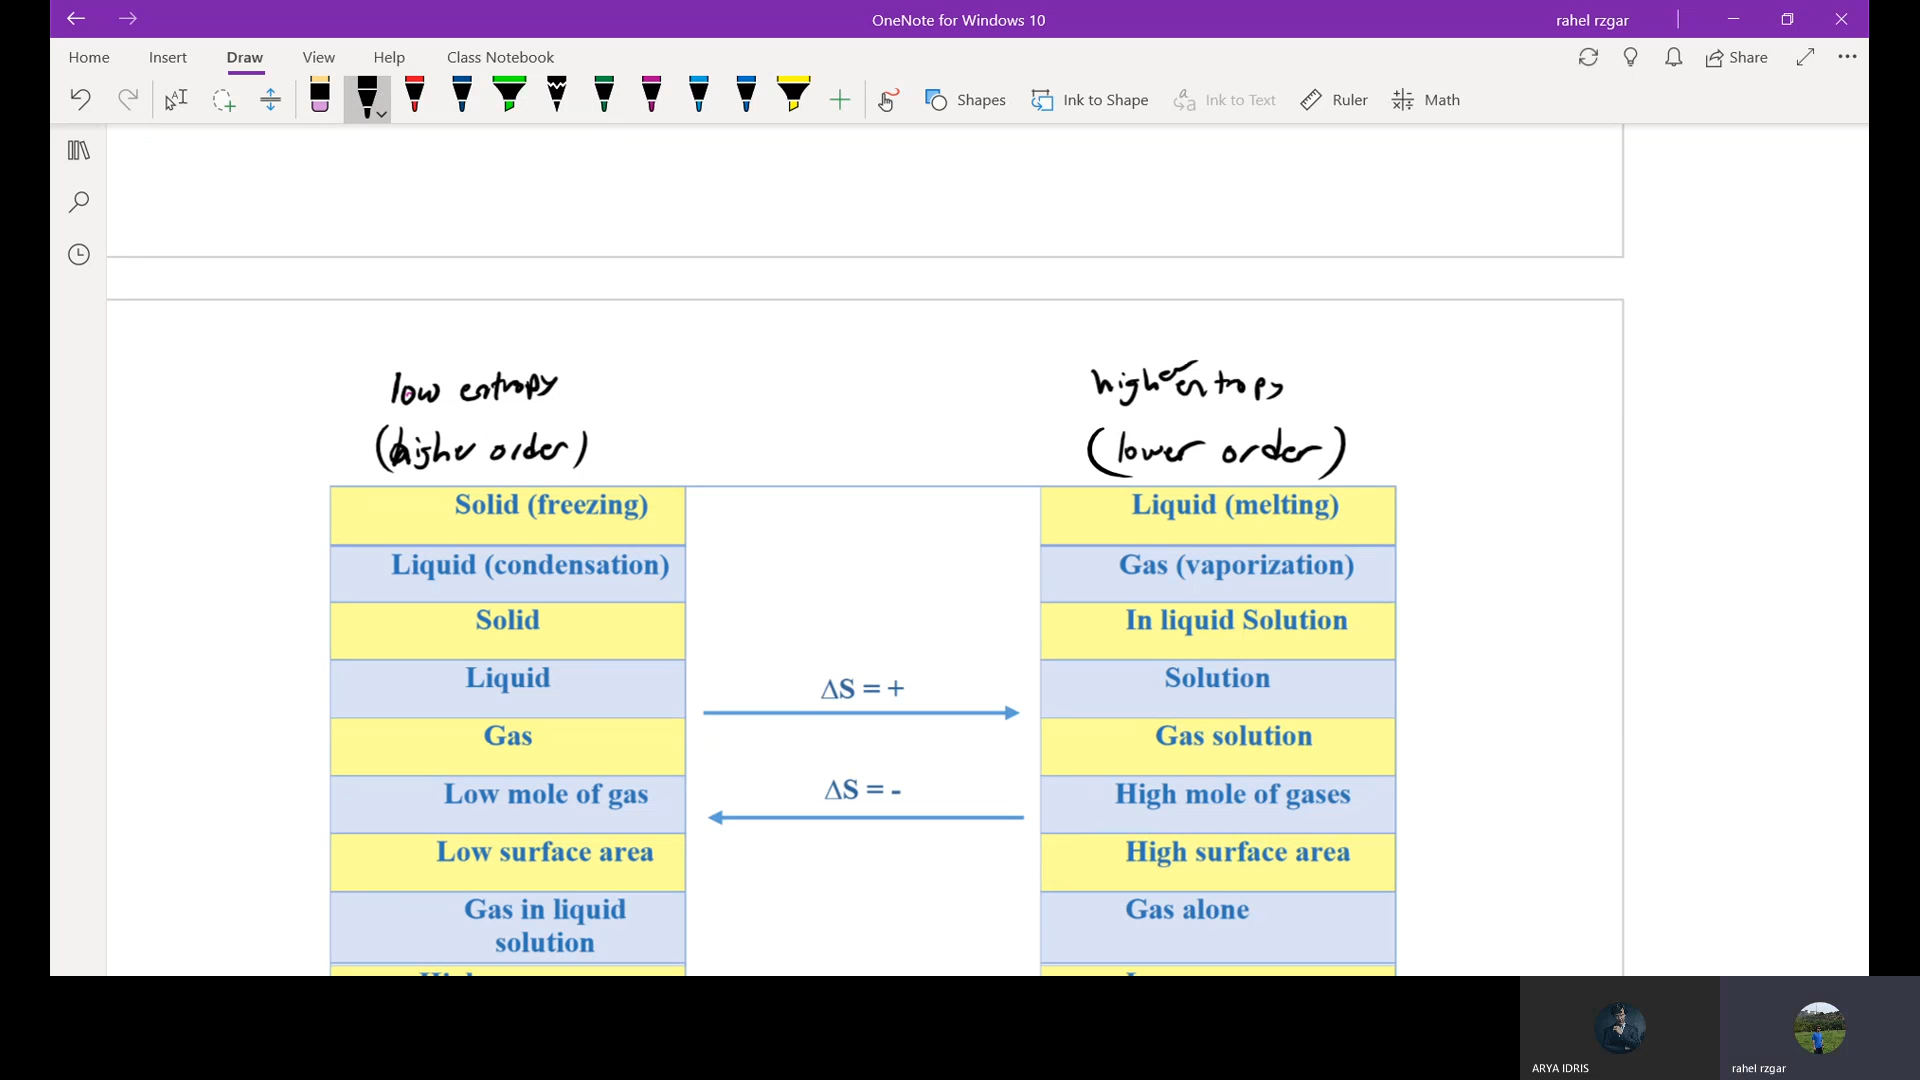 OneNote for Windows 10
rahel rzgar
Home Insert Draw View Help Class Notebook
Share
Shapes Ink to Shape Ink to Text Ruler Math
low entropy
(higher order)
higher entropy
(lower order)
Solid (freezing)
Liquid (melting)
Liquid (condensation)
Gas (vaporization)
Solid
In liquid Solution
Liquid
Solution
ΔS = +
Gas
Gas solution
ΔS = -
Low mole of gas
High mole of gases
Low surface area
High surface area
Gas in liquid
solution
Gas alone
ARYA IDRIS
rahel rzgar